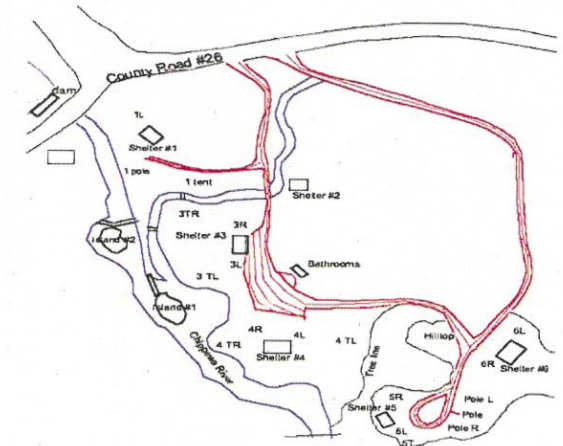 County Road #26
dam
1L
Shelter #1
1 pole
1 tent
Shelter #2
3TR
3R
Shelter #3
Island #2
3L
Bathrooms
3 TL
Island #1
4R
4L
4 TR
4 TL
Shelter #4
Chippewa River
Tree line
Hilltop
6L
6R
Shelter #6
5R
Pole L
Shelter #5
Pole
5L
Pole R
5T